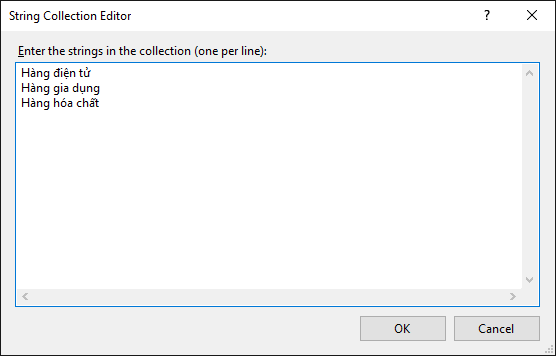 String Collection Editor
?
Enter the strings in the collection (one per line):
Hàng điện tử
Hàng gia dụng
Hàng hóa chất
OK
Cancel